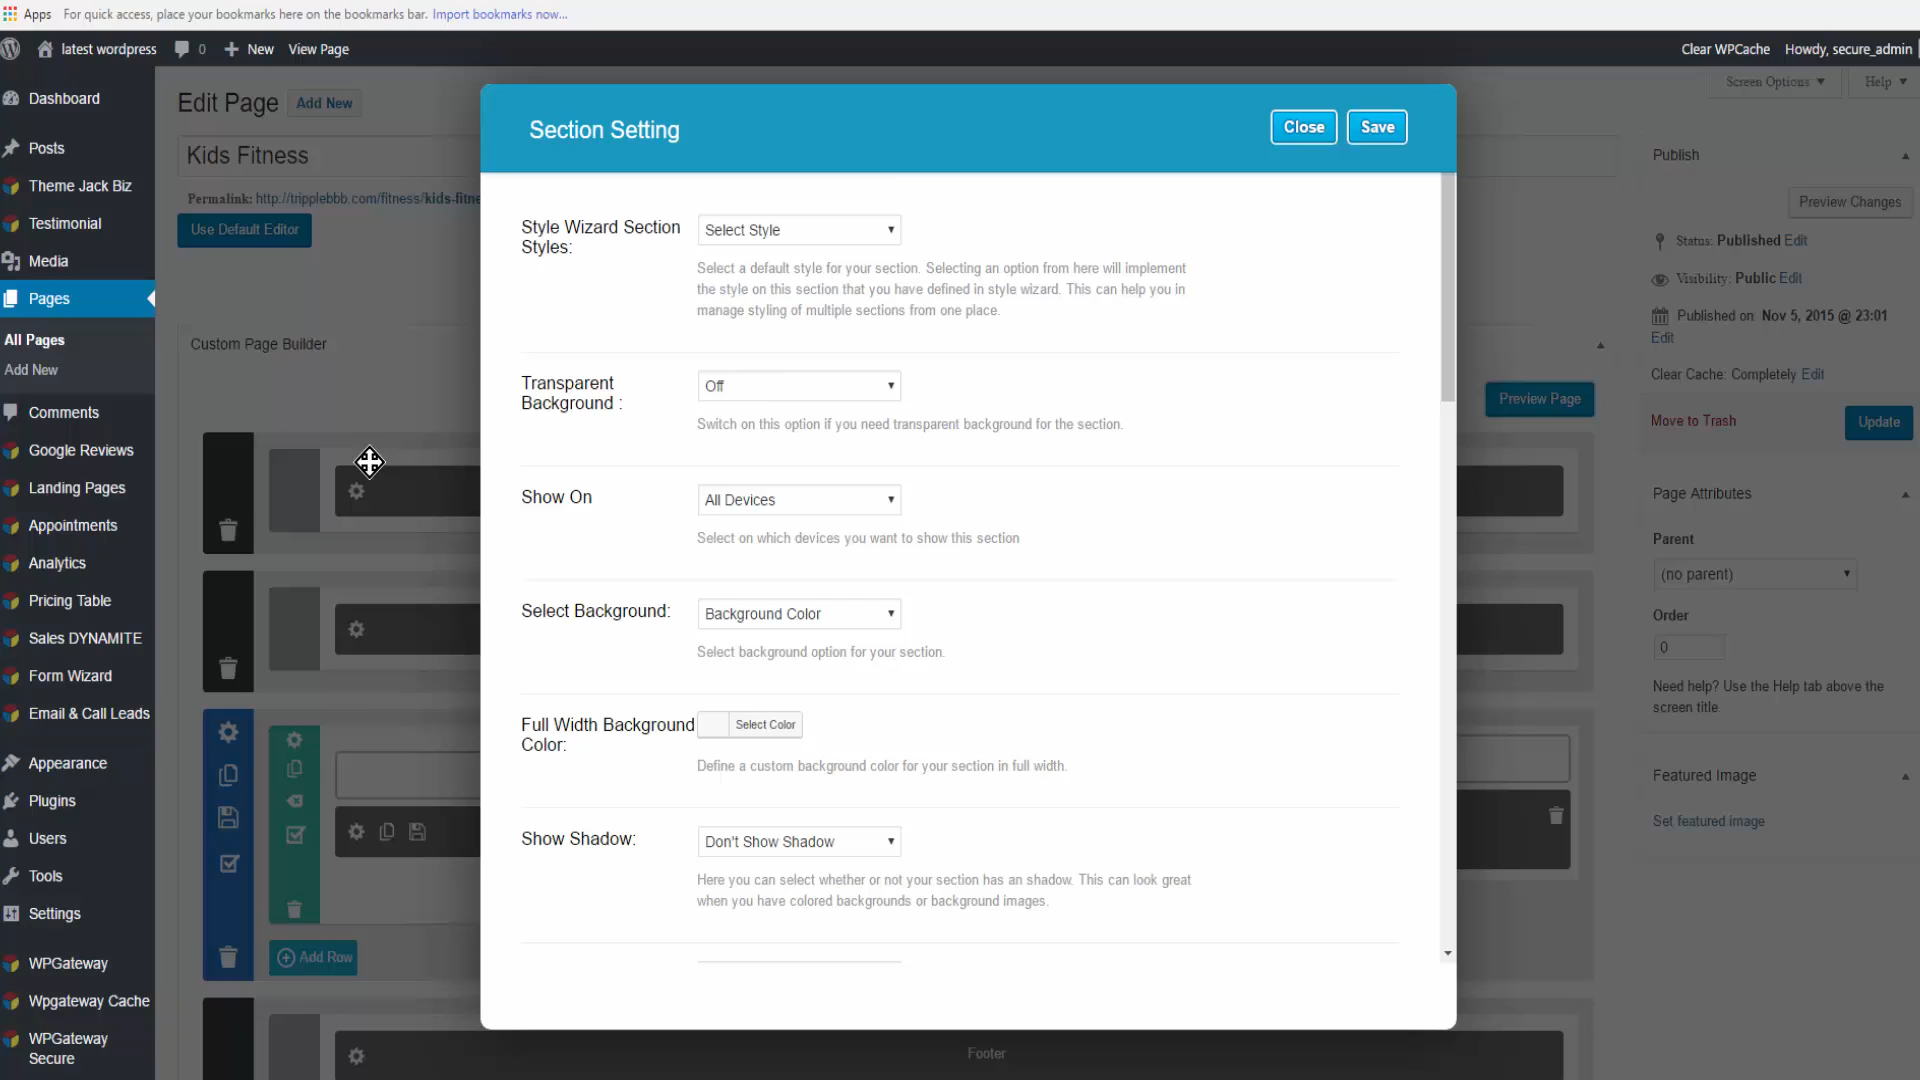 Apps For quick access, place your bookmarks here on the bookmarks bar. Import bookmarks now...
latest wordpress 0 New View Page Clear WPCache Howdy, secure_admin
Screen Options Help
Dashboard
Posts
Theme Jack Biz
Testimonial
Media
Pages
All Pages
Add New
Comments
Google Reviews
Landing Pages
Appointments
Analytics
Pricing Table
Sales DYNAMITE
Form Wizard
Email & Call Leads
Appearance
Plugins
Users
Tools
Settings
WPGateway
Wpgateway Cache
WPGateway
Secure
Edit Page Add New
Kids Fitness
Permalink: http://tripplebbb.com/fitness/kids-fitne
Use Default Editor
Custom Page Builder
Add Row
Section Setting
Close Save
Style Wizard Section
Styles:
Select Style
Select a default style for your section. Selecting an option from here will implement
the style on this section that you have defined in style wizard. This can help you in
manage styling of multiple sections from one place.
Transparent
Background :
Off
Switch on this option if you need transparent background for the section.
Show On
All Devices
Select on which devices you want to show this section
Select Background:
Background Color
Select background option for your section.
Full Width Background
Color:
Select Color
Define a custom background color for your section in full width.
Show Shadow:
Don't Show Shadow
Here you can select whether or not your section has an shadow. This can look great
when you have colored backgrounds or background images.
Footer
Preview Page
Publish
Preview Changes
Status: Published Edit
Visibility: Public Edit
Published on Nov 5, 2015 @ 23:01
Edit
Clear Cache: Completely Edit
Move to Trash
Update
Page Attributes
Parent
(no parent)
Order
0
Need help? Use the Help tab above the
screen title
Featured Image
Set featured image